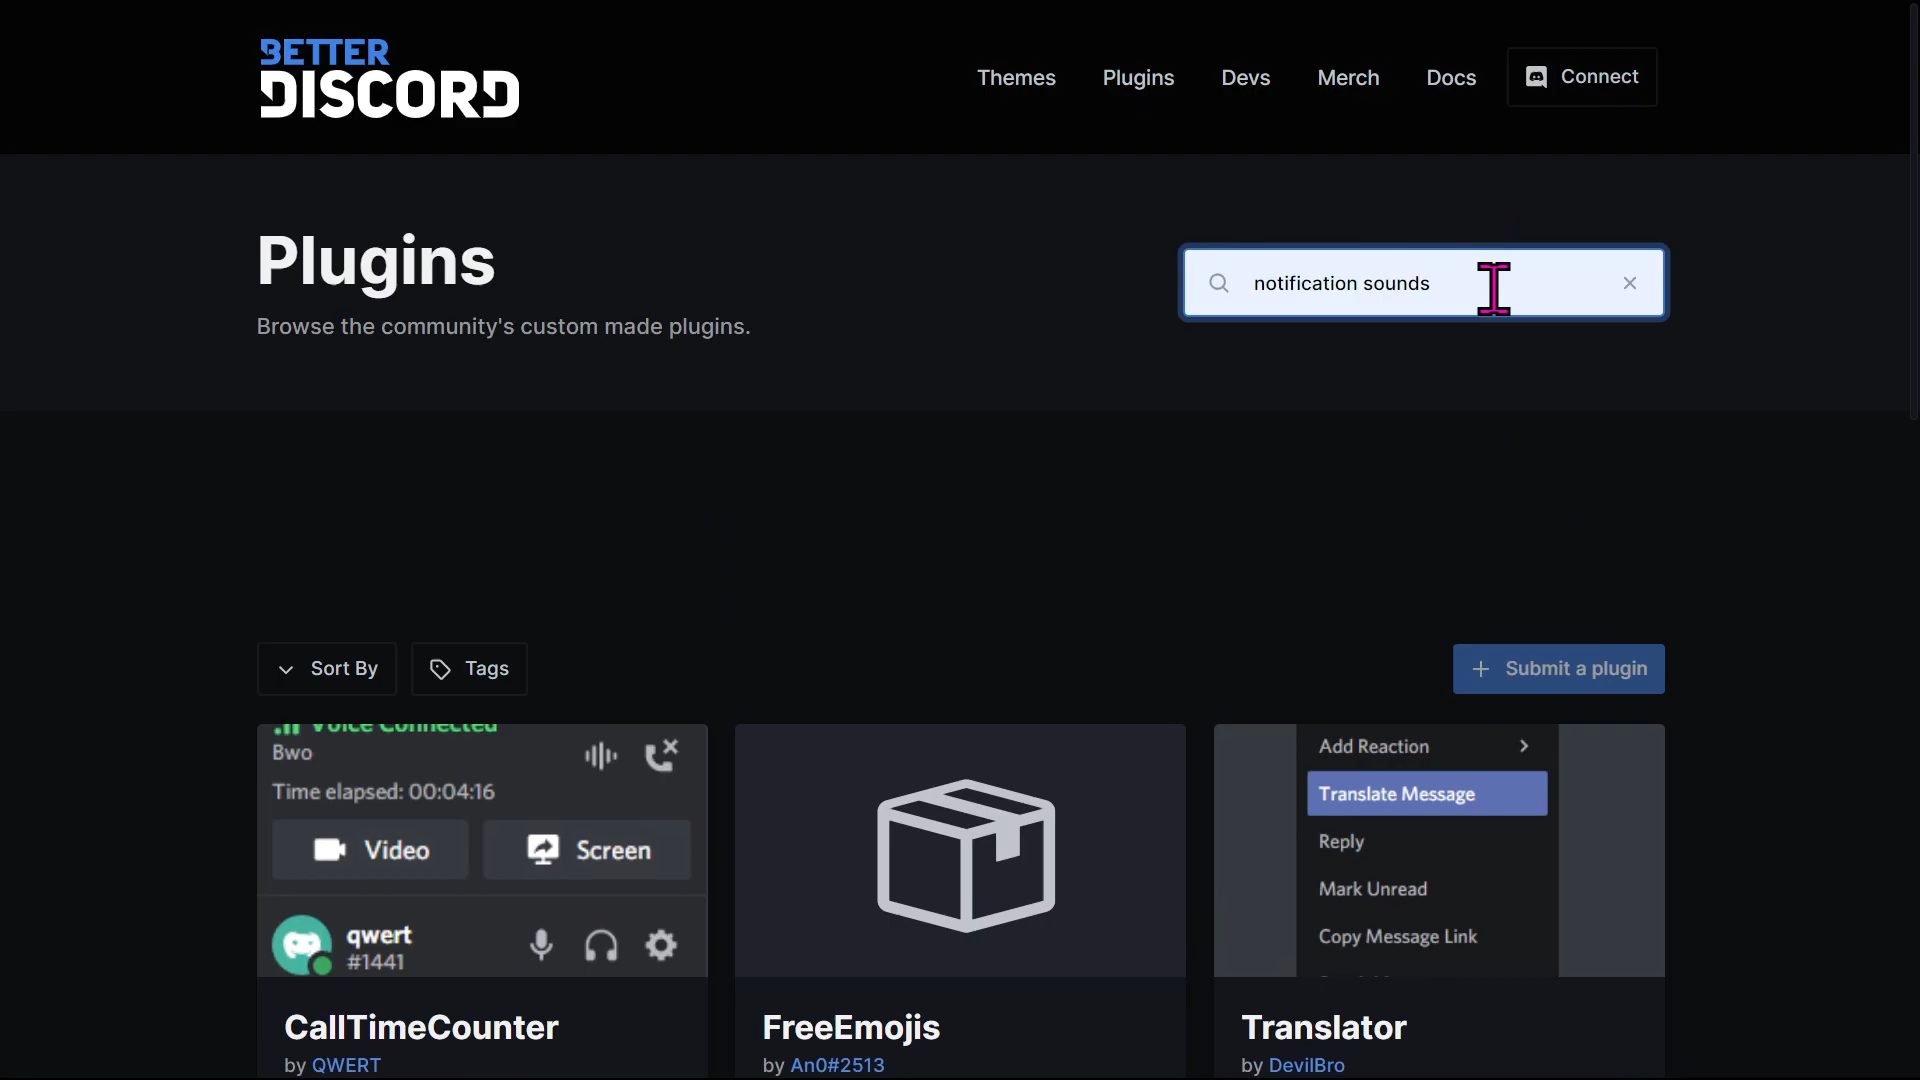 BETTER
DISCORD
Themes
Plugins
Devs
Merch
Docs
Connect
Plugins
Browse the community's custom made plugins.
notification sounds
Sort By
Tags
Submit a plugin
Voice Connected
Bwo
Time elapsed: 00:04:16
Video
Screen
qwert
#1441
CallTimeCounter
by QWERT
FreeEmojis
by An0#2513
Add Reaction
Translate Message
Reply
Mark Unread
Copy Message Link
Translator
by DevilBro